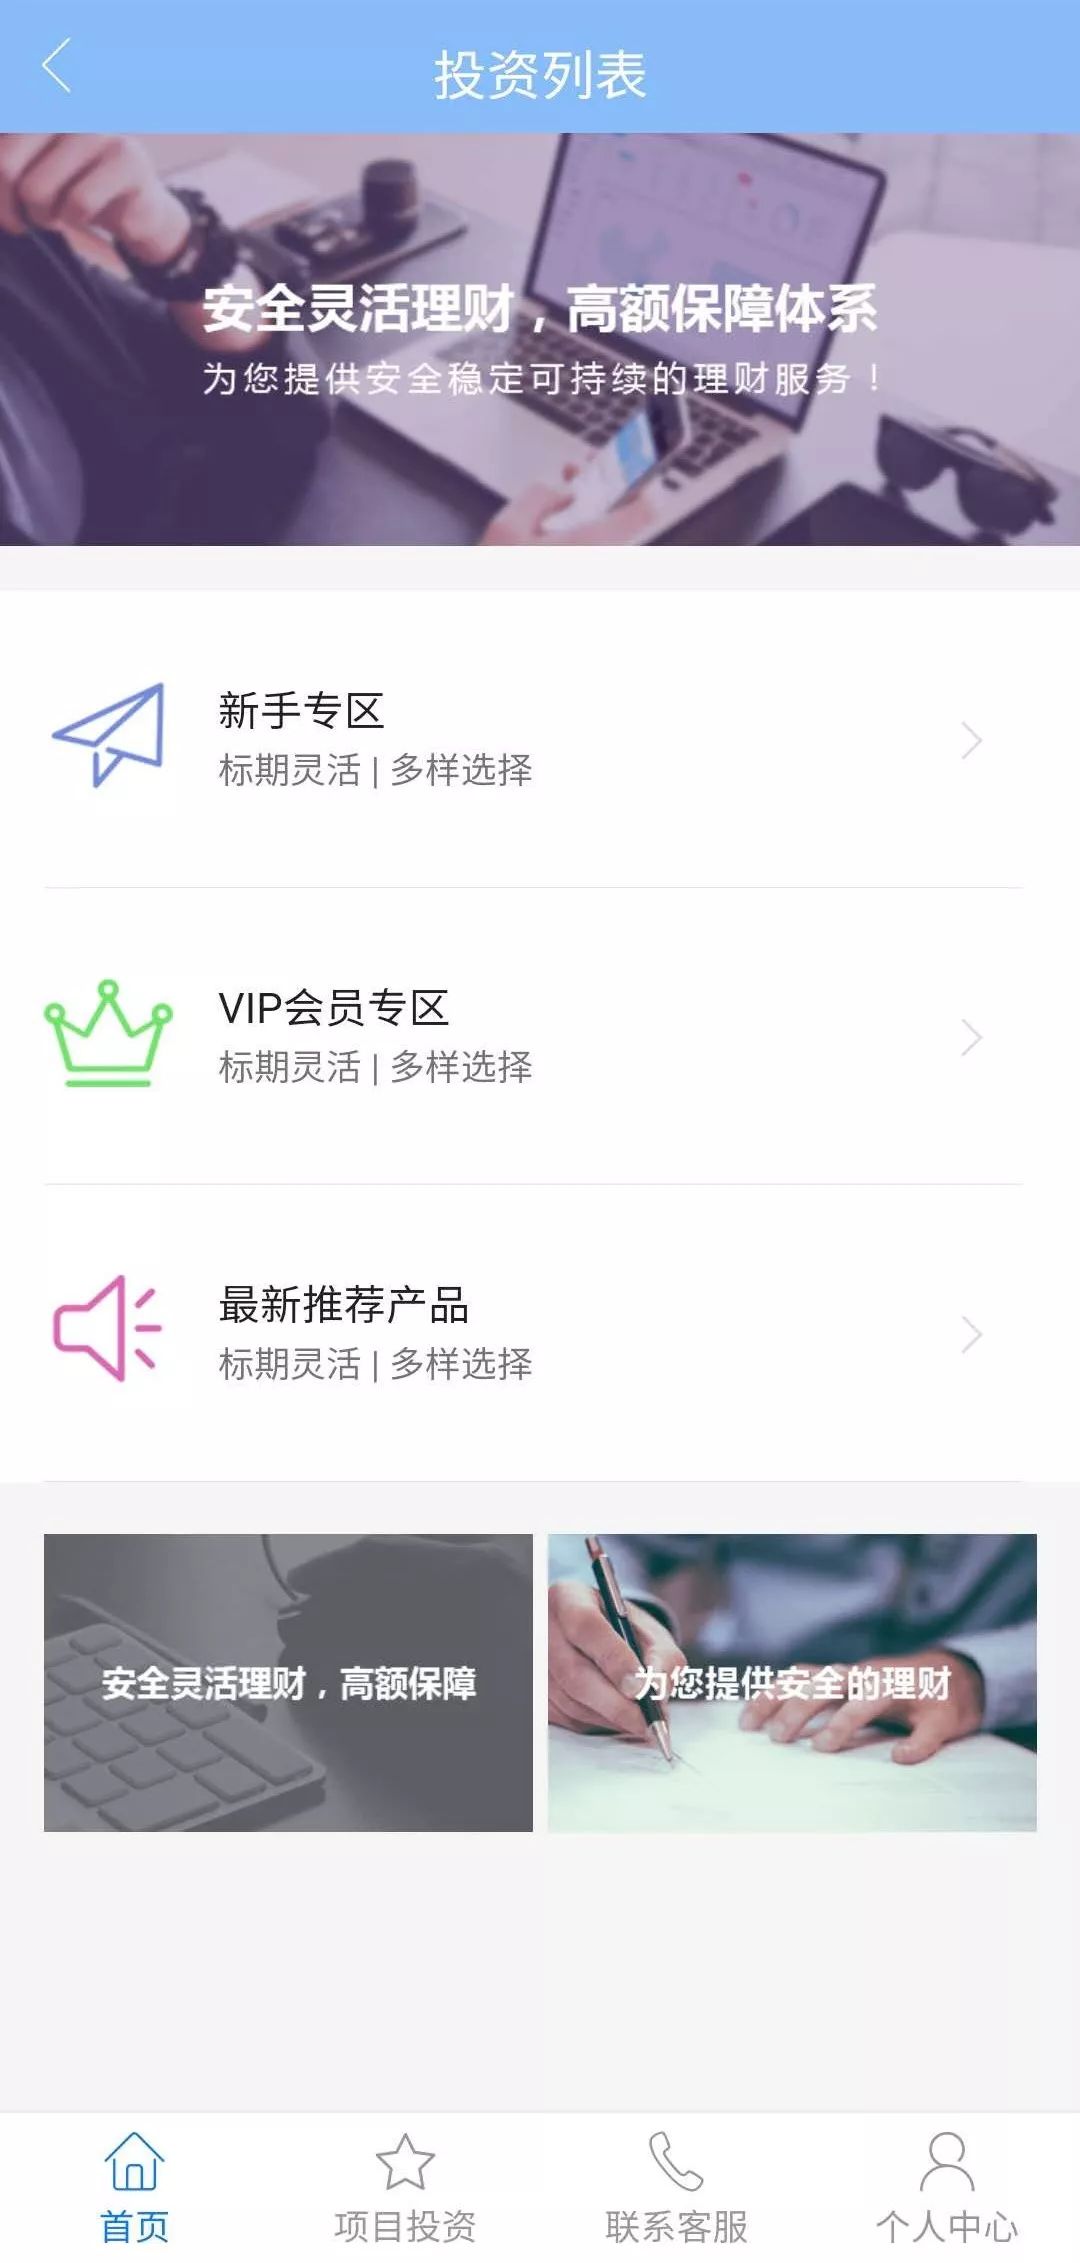 投资列表
安全灵活理财，高额保障体系
为您提供安全稳定可持续的理财服务！
新手专区
标期灵活 | 多样选择
VIP会员专区
标期灵活 | 多样选择
最新推荐产品
标期灵活 | 多样选择
安全灵活理财，高额保障
为您提供安全的理财
首页
项目投资
联系客服
个人中心